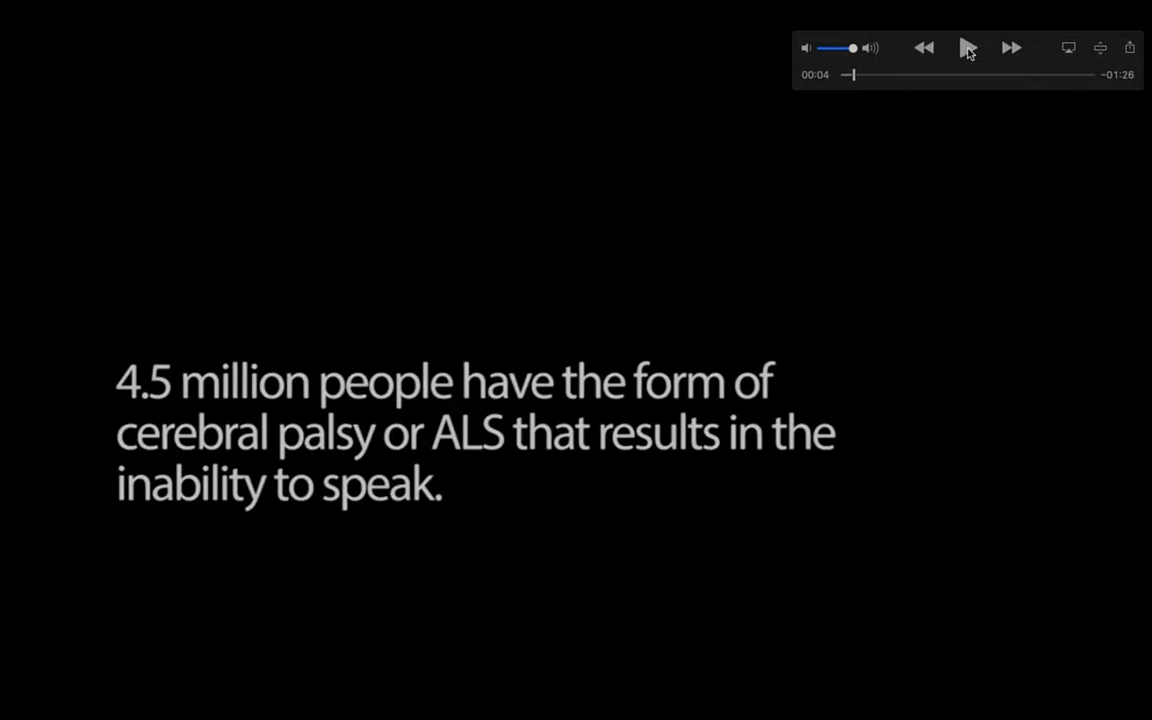 00:04
-01:26
4.5 million people have the form of
cerebral palsy or ALS that results in the
inability to speak.